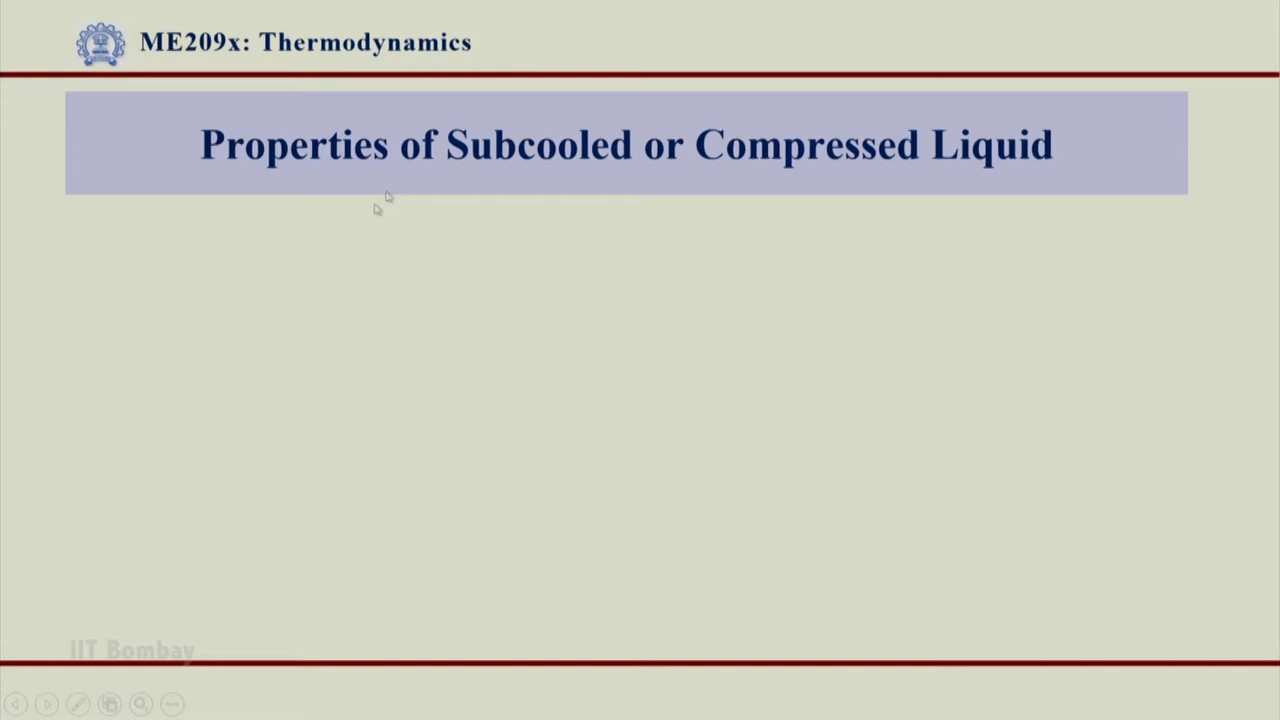 ME209x: Thermodynamics
Properties of Subcooled or Compressed Liquid
IIT Bombay